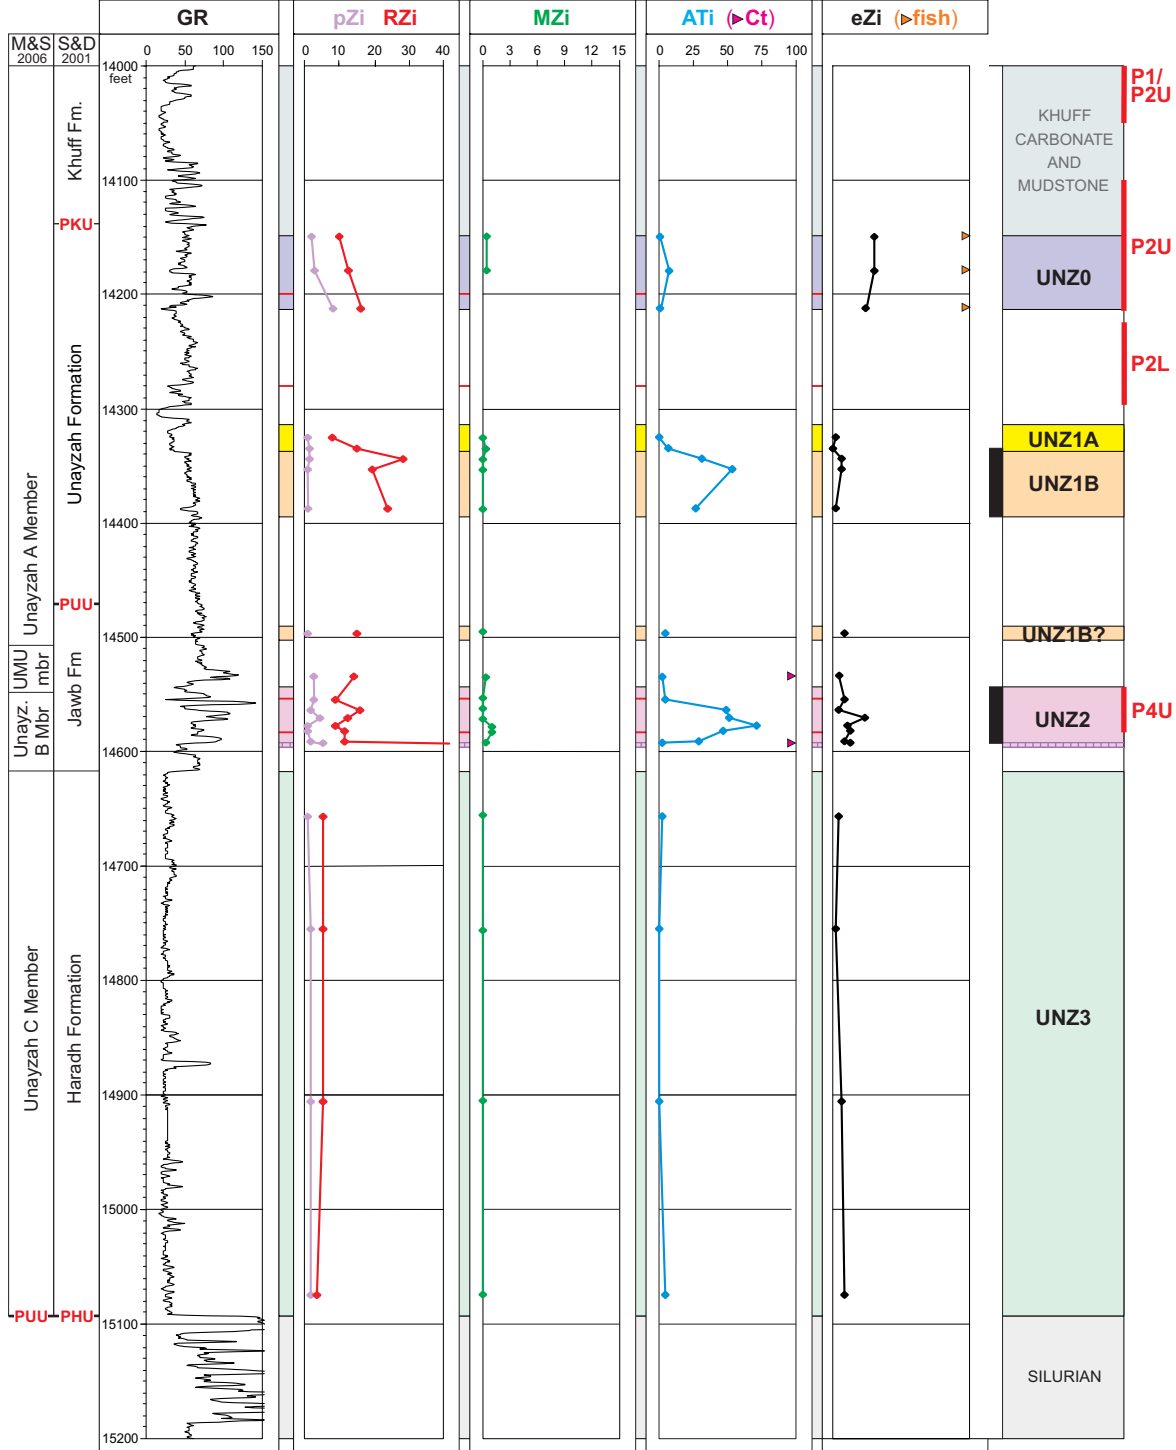 GR
pZi RZi
MZi
ATi (►Ct)
eZi (►fish)
M&S
2006
S&D
2001
0 50 100 150
0 10 20 30 40
0 3 6 9 12 15
0 25 50 75 100
14000
feet
14100
14200
14300
14400
14500
14600
14700
14800
14900
15000
15100
15200
Unayzah A Member
UMU
mbr
Unayz.
B Mbr
Unayzah C Member
PUU
Khuff Fm.
PKU
Unayzah Formation
PUU
Jawb Fm
Haradh Formation
PHU
KHUFF
CARBONATE
AND
MUDSTONE
UNZ0
UNZ1A
UNZ1B
UNZ1B?
UNZ2
UNZ3
SILURIAN
P1/
P2U
P2U
P2L
P4U